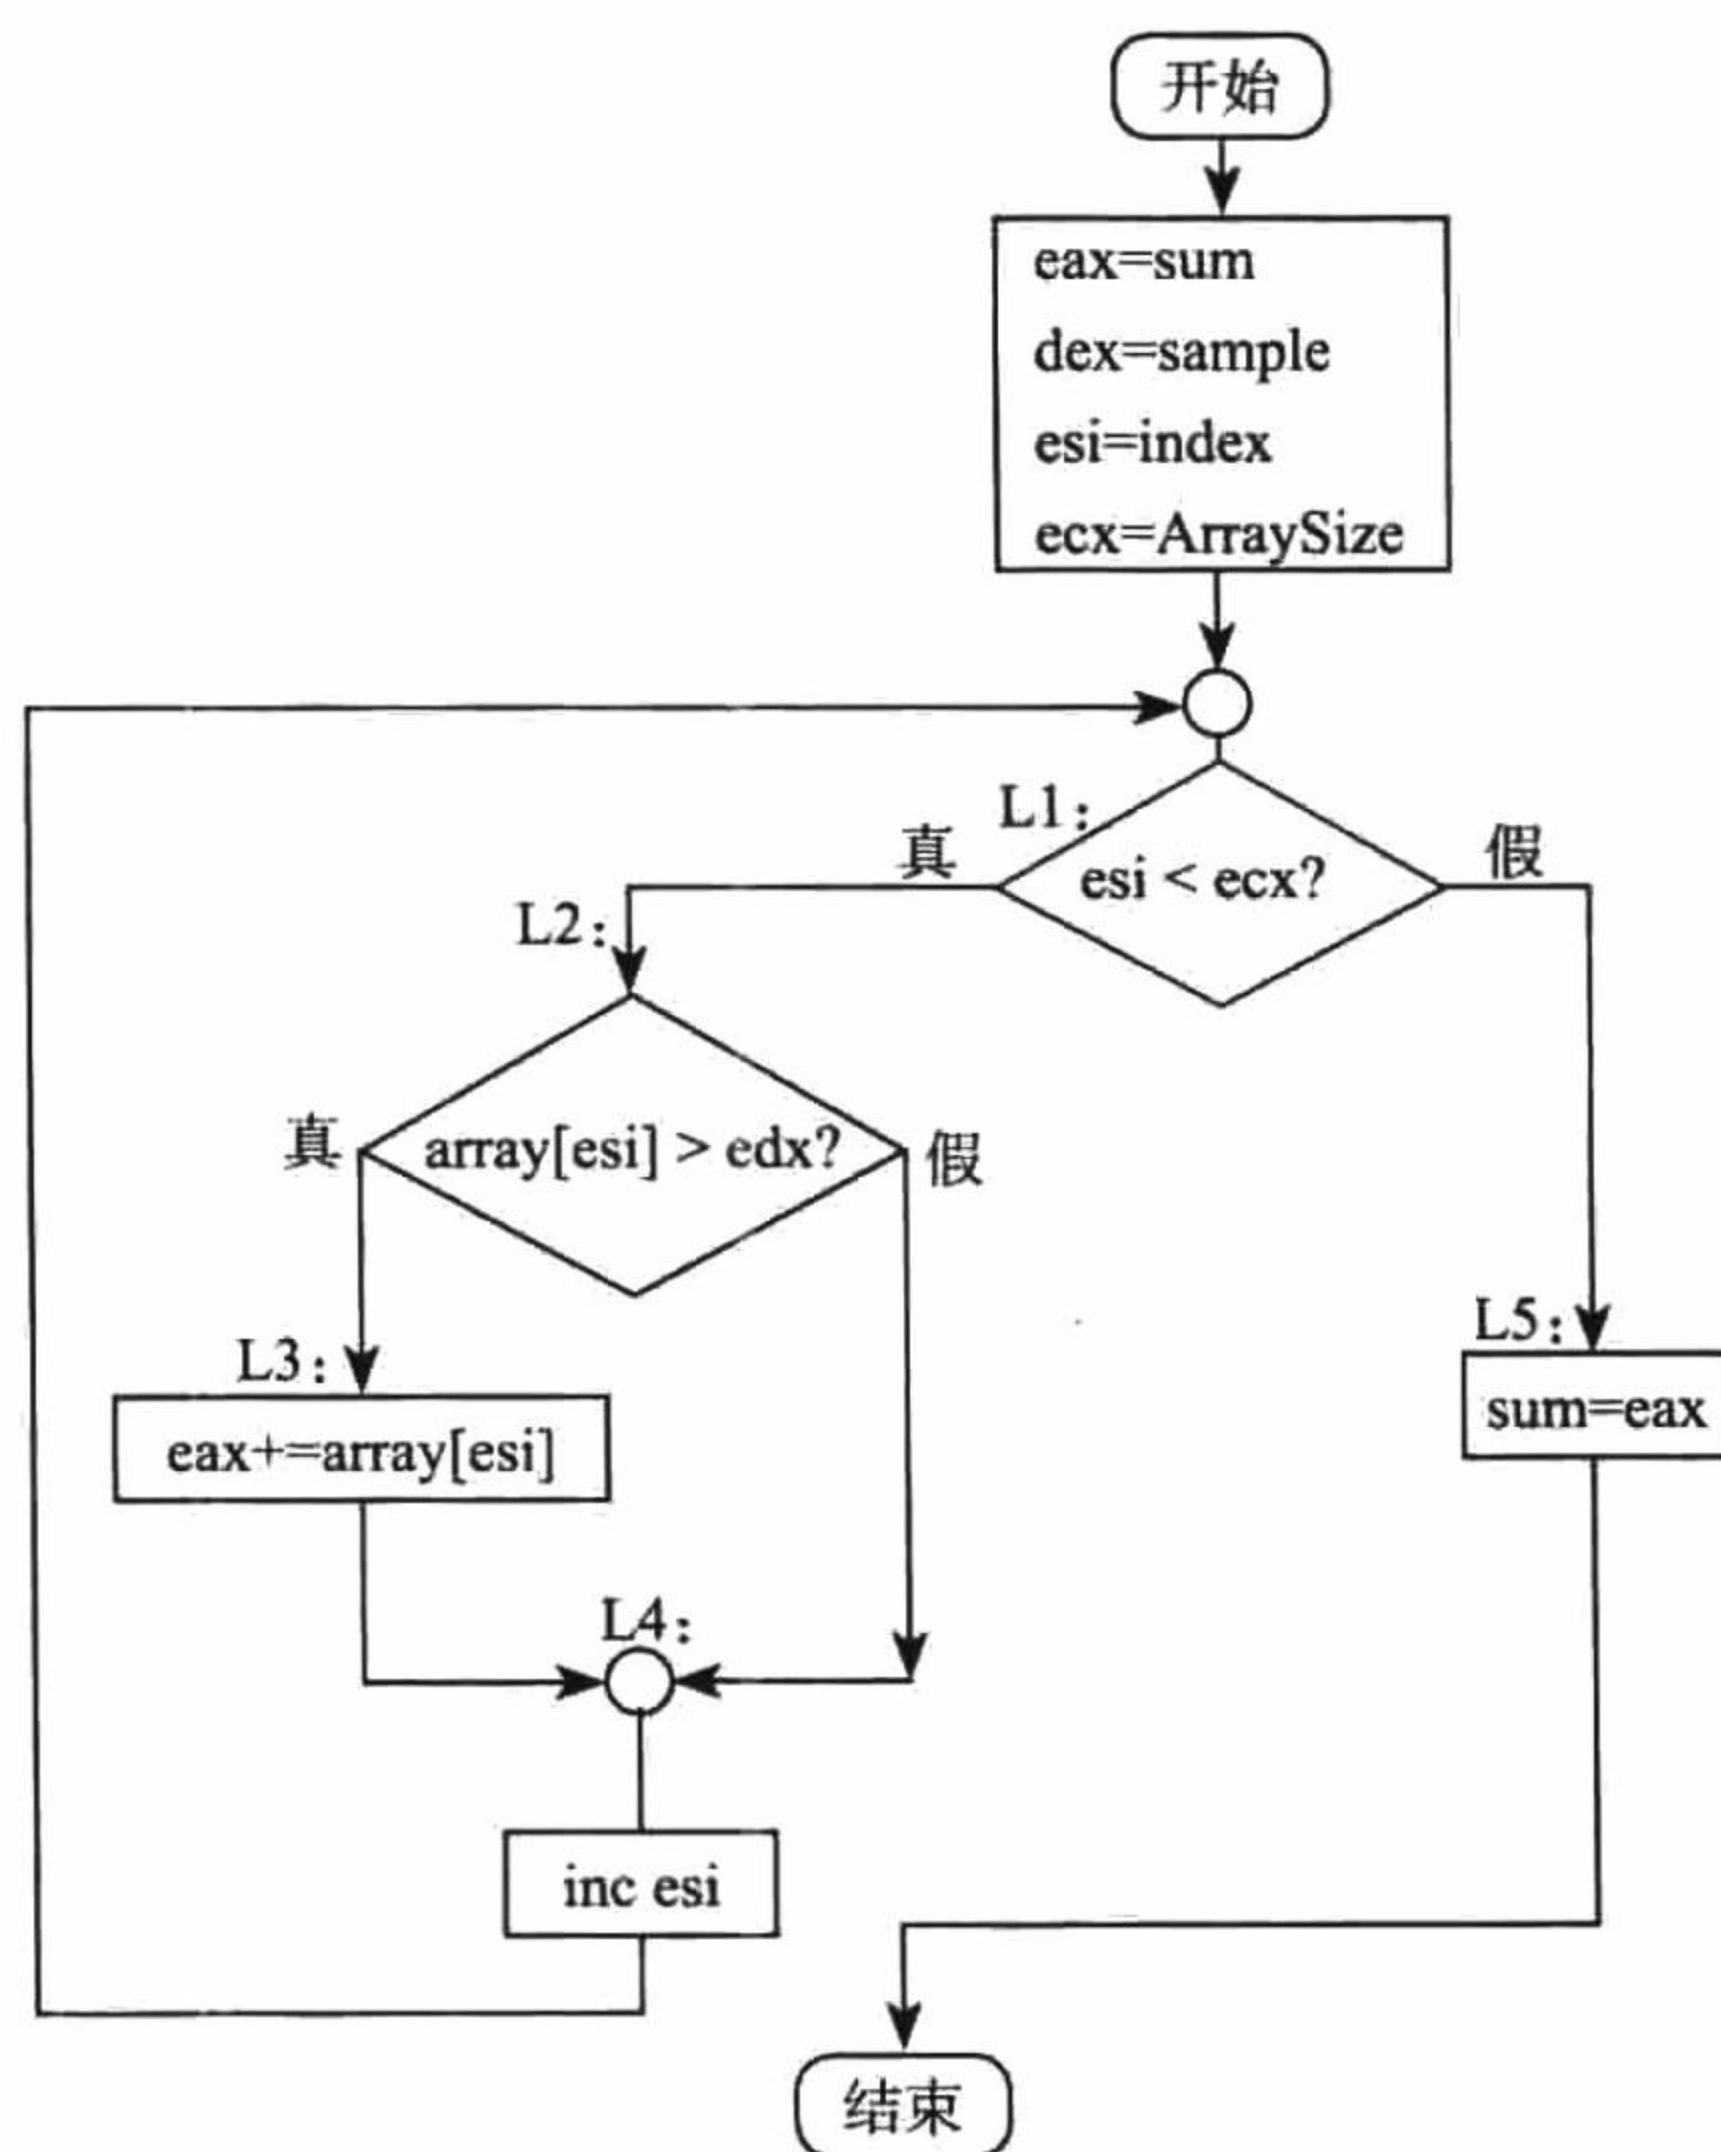 开始
eax=sum
dex=sample
esi=index
ecx=ArraySize
L1：
真
esi < ecx?
假
L2：
真
array[esi] > edx?
假
L3：
eax+=array[esi]
L5：
sum=eax
L4：
inc esi
结束